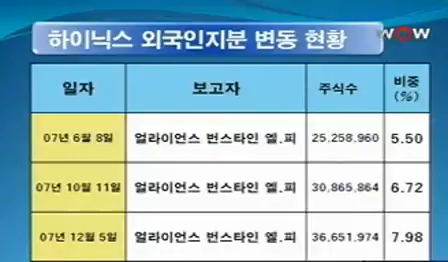 하이닉스 외국인지분 변동 현황
WOW
일자 보고자 주식수 비중
(%)
07년 6월 8일 얼라이언스 번스타인 엘.피 25,258,960 5.50
07년 10월 11일 얼라이언스 번스타인 엘.피 30,865,864 6.72
07년 12월 5일 얼라이언스 번스타인 엘.피 36,651,974 7.98